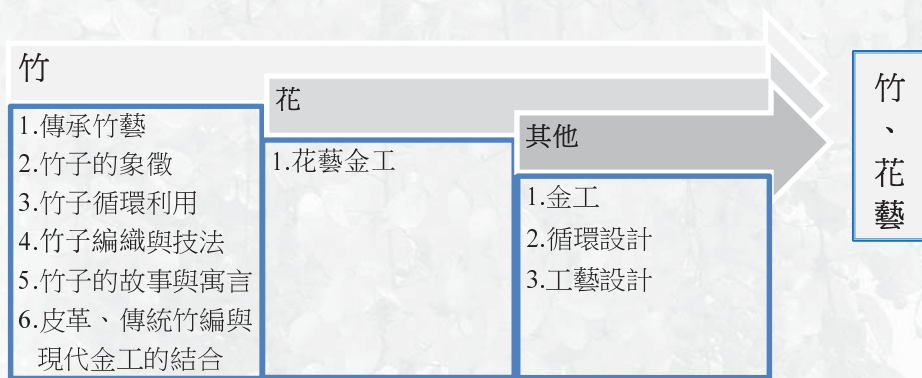 竹
1.傳承竹藝
2.竹子的象徵
3.竹子循環利用
4.竹子編織與技法
5.竹子的故事與寓言
6.皮革、傳統竹編與
現代金工的結合
花
1.花藝金工
其他
1.金工
2.循環設計
3.工藝設計
竹、花藝